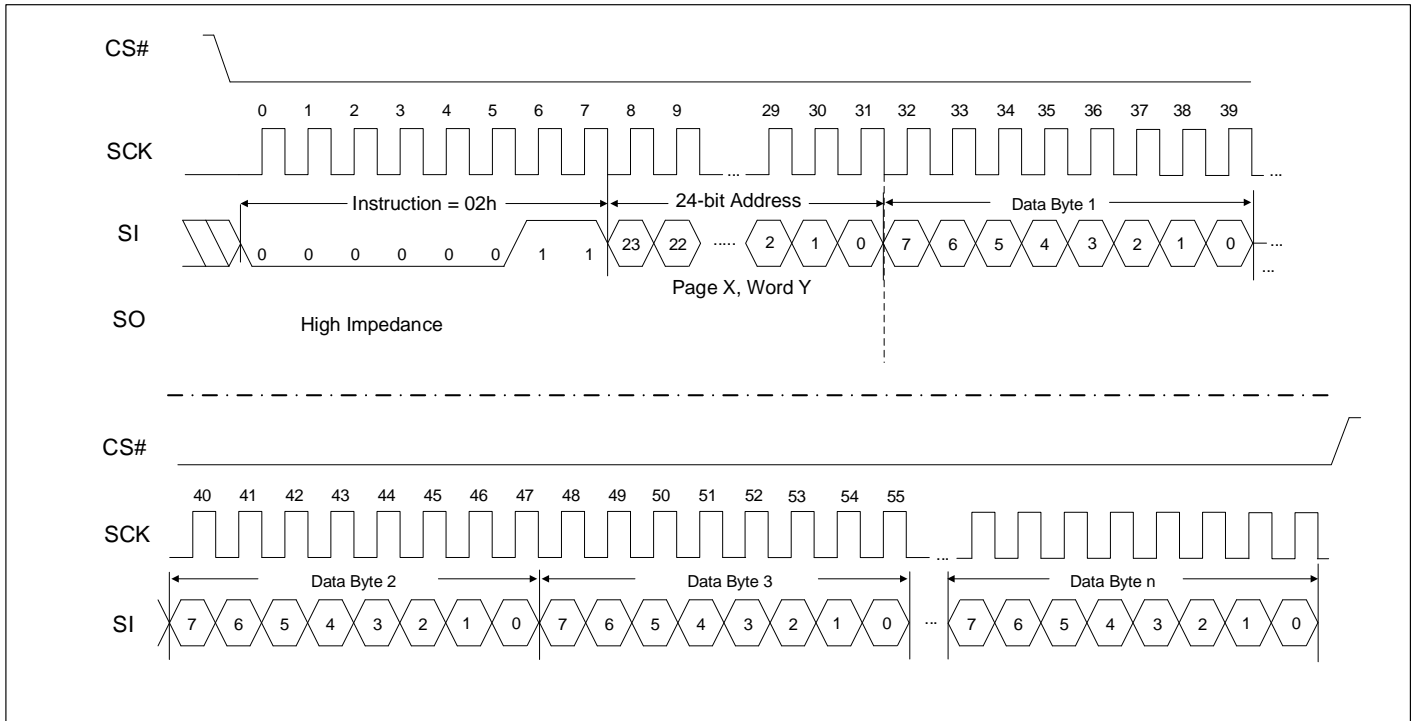 CS#
0 1 2 3 4 5 6 7 8 9 29 30 31 32 33 34 35 36 37 38 39
SCK ... ...
Instruction = 02h 24-bit Address Data Byte 1
SI 0 0 0 0 0 0 1 1 23 22 ..... 2 1 0 7 6 5 4 3 2 1 0 ...
...
Page X, Word Y
SO High Impedance
CS#
40 41 42 43 44 45 46 47 48 49 50 51 52 53 54 55
SCK ...
Data Byte 2 Data Byte 3 Data Byte n
SI 7 6 5 4 3 2 1 0 7 6 5 4 3 2 1 0 ... 7 6 5 4 3 2 1 0